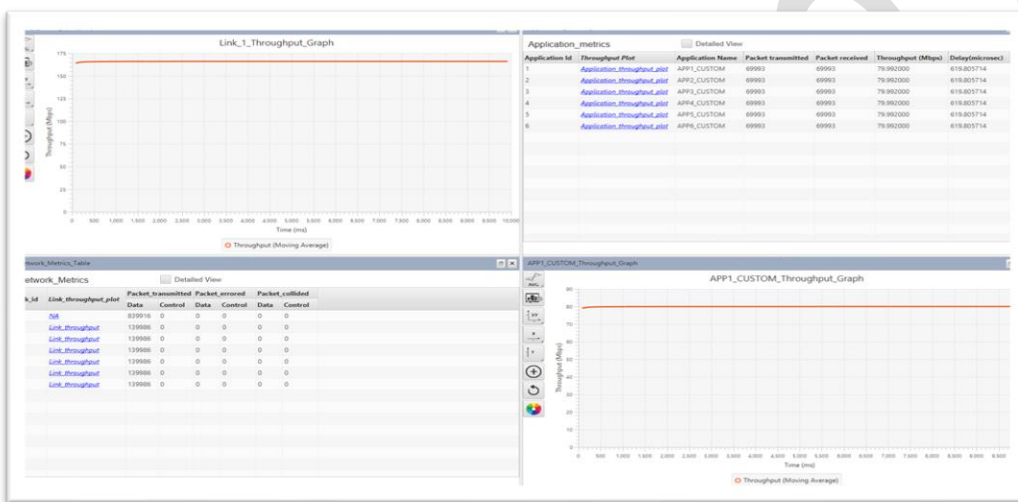 Link_1_Throughput_Graph
175
150
125
100
75
50
25
0
Throughput (Mbps)
0 500 1,000 1,500 2,000 2,500 3,000 3,500 4,000 4,500 5,000 5,500 6,000 6,500 7,000 7,500 8,000 8,500 9,000 9,500 10,000
Time (ms)
Throughput (Moving Average)
Application_metrics Detailed View
Application Id Throughput Plot Application Name Packet transmitted Packet received Throughput (Mbps) Delay(microsec)
1 Application_throughput_plot APP1_CUSTOM 69993 69993 79.992000 619.805714
2 Application_throughput_plot APP2_CUSTOM 69993 69993 79.992000 619.805714
3 Application_throughput_plot APP3_CUSTOM 69993 69993 79.992000 619.805714
4 Application_throughput_plot APP4_CUSTOM 69993 69993 79.992000 619.805714
5 Application_throughput_plot APP5_CUSTOM 69993 69993 79.992000 619.805714
6 Application_throughput_plot APP6_CUSTOM 69993 69993 79.992000 619.805714
etwork_Metrics_Table
etwork_Metrics Detailed View
k_id Link_throughput_plot Packet_transmitted Packet_errored Packet_collided
Data Control Data Control Data Control
NA 839916 0 0 0 0 0
Link_throughput 139986 0 0 0 0 0
Link_throughput 139986 0 0 0 0 0
Link_throughput 139986 0 0 0 0 0
Link_throughput 139986 0 0 0 0 0
Link_throughput 139986 0 0 0 0 0
APP1_CUSTOM_Throughput_Graph
APP1_CUSTOM_Throughput_Graph
90
80
70
60
50
40
30
20
10
0
Throughput (Mbps)
0 500 1,000 1,500 2,000 2,500 3,000 3,500 4,000 4,500 5,000 5,500 6,000 6,500 7,000 7,500 8,000 8,500 9,000 9,500
Time (ms)
Throughput (Moving Average)